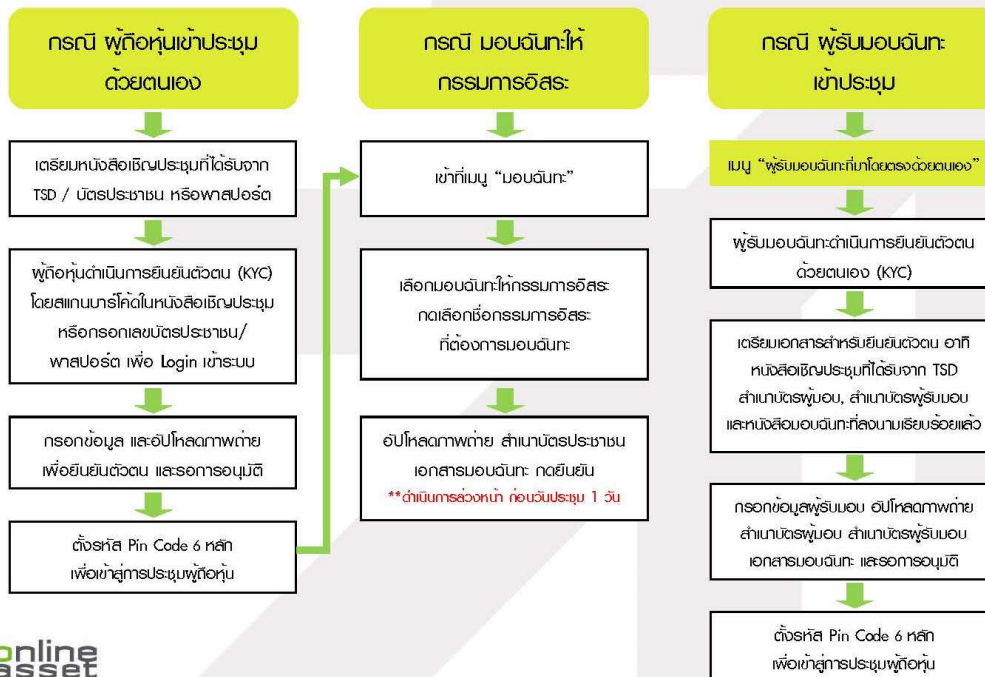 กรณี ผู้ถือหุ้นเข้าประชุม
ด้วยตนเอง
เตรียมหนังสือเชิญประชุมที่ได้รับจาก
TSD / บัตรประชาชน หรือพาสปอร์ต
ผู้ถือหุ้นดำเนินการยืนยันตัวตน (KYC)
โดยสแกนบาร์โค้ดในหนังสือเชิญประชุม
หรือกรอกเลขบัตรประชาชน/
พาสปอร์ต เพื่อ Login เข้าระบบ
กรอกข้อมูล และอัปโหลดภาพถ่าย
เพื่อยืนยันตัวตน และรอการอนุมัติ
ตั้งรหัส Pin Code 6 หลัก
เพื่อเข้าสู่การประชุมผู้ถือหุ้น
กรณี มอบฉันทะให้
กรรมการอิสระ
เข้าที่เมนู “มอบฉันทะ”
เลือกมอบฉันทะให้กรรมการอิสระ
กดเลือกชื่อกรรมการอิสระ
ที่ต้องการมอบฉันทะ
อัปโหลดภาพถ่าย สำเนาบัตรประชาชน
เอกสารมอบฉันทะ กดยืนยัน
**ดำเนินการล่วงหน้า ก่อนวันประชุม 1 วัน
กรณี ผู้รับมอบฉันทะ
เข้าประชุม
เมนู “ผู้รับมอบฉันทะที่มาโดยตรงด้วยตนเอง”
ผู้รับมอบฉันทะดำเนินการยืนยันตัวตน
ด้วยตนเอง (KYC)
เตรียมเอกสารสำหรับยืนยันตัวตน อาทิ
หนังสือเชิญประชุมที่ได้รับจาก TSD
สำเนาบัตรผู้มอบ, สำเนาบัตรผู้รับมอบ
และหนังสือมอบฉันทะที่ลงนามเรียบร้อยแล้ว
กรอกข้อมูลผู้รับมอบ อัปโหลดภาพถ่าย
สำเนาบัตรผู้มอบ สำเนาบัตรผู้รับมอบ
เอกสารมอบฉันทะ และรอการอนุมัติ
ตั้งรหัส Pin Code 6 หลัก
เพื่อเข้าสู่การประชุมผู้ถือหุ้น
online
asset